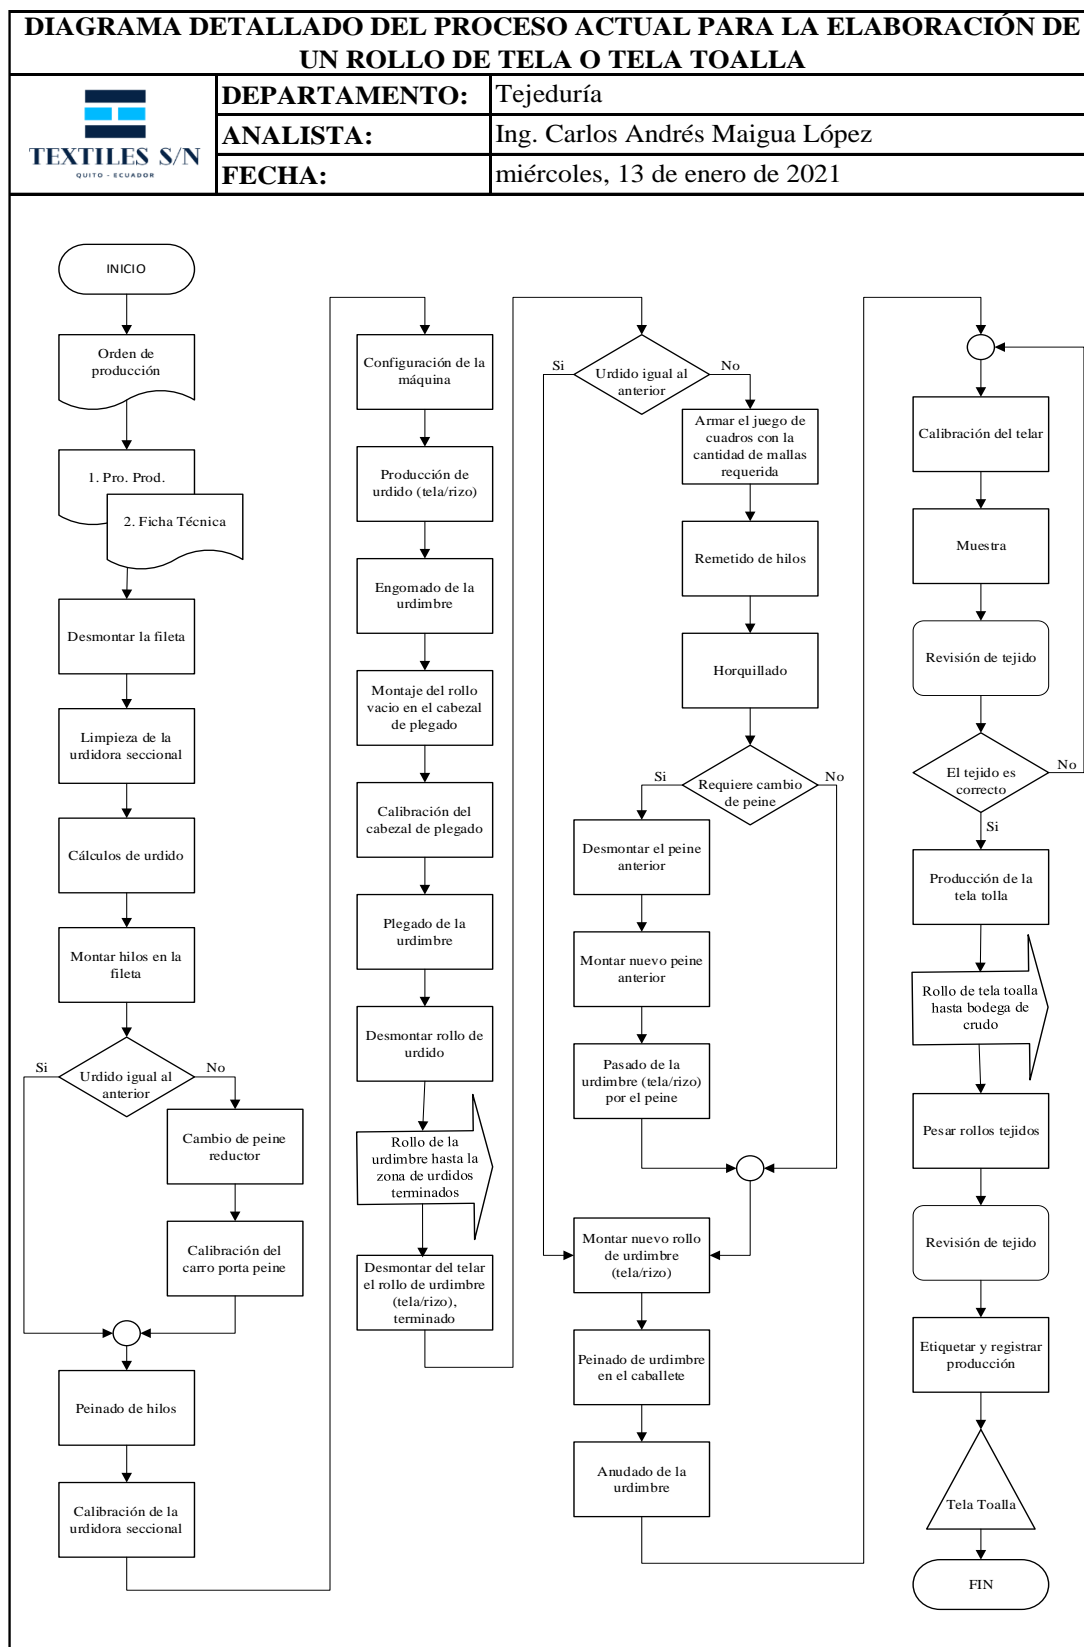 DIAGRAMA DETALLADO DEL PROCESO ACTUAL PARA LA ELABORACIÓN DE
UN ROLLO DE TELA O TELA TOALLA
TEXTILES S/N
QUITO - ECUADOR
DEPARTAMENTO:
Tejeduría
ANALISTA:
Ing. Carlos Andrés Maigua López
FECHA:
miércoles, 13 de enero de 2021
INICIO
Orden de
producción
1. Pro. Prod.
2. Ficha Técnica
Desmontar la fileta
Limpieza de la
urdidora seccional
Cálculos de urdido
Montar hilos en la
fileta
Si
Urdido igual al
anterior
No
Cambio de peine
reductor
Calibración del
carro porta peine
Peinado de hilos
Calibración de la
urdidora seccional
Configuración de la
máquina
Producción de
urdido (tela/rizo)
Engomado de la
urdimbre
Montaje del rollo
vacio en el cabezal
de plegado
Calibración del
cabezal de plegado
Plegado de la
urdimbre
Desmontar rollo de
urdido
Rollo de la
urdimbre hasta la
zona de urdidos
terminados
Desmontar del telar
el rollo de urdimbre
(tela/rizo),
terminado
Si
Urdido igual al
anterior
No
Armar el juego de
cuadros con la
cantidad de mallas
requerida
Remetido de hilos
Horquillado
Si
Requiere cambio
de peine
No
Desmontar el peine
anterior
Montar nuevo peine
anterior
Pasado de la
urdimbre (tela/rizo)
por el peine
Montar nuevo rollo
de urdimbre
(tela/rizo)
Peinado de urdimbre
en el caballete
Anudado de la
urdimbre
Calibración del telar
Muestra
Revisión de tejido
El tejido es
correcto
No
Si
Producción de la
tela tolla
Rollo de tela toalla
hasta bodega de
crudo
Pesar rollos tejidos
Revisión de tejido
Etiquetar y registrar
producción
Tela Toalla
FIN